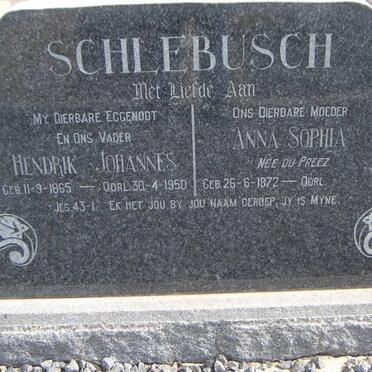 SCHLEBUSCH
Met Liefde Aan
MY DIERBARE EGGENOOT
EN ONS VADER
HENDRIK JOHANNES
GEB. 11-9-1865 — OORL. 30-4-1950
ONS DIERBARE MOEDER
ANNA SOPHIA
NEE DU PREEZ
GEB. 26-6-1872 — OORL.
JES. 43-1. EK HET JOU BY JOU NAAM GEROEP, JY IS MYNE.